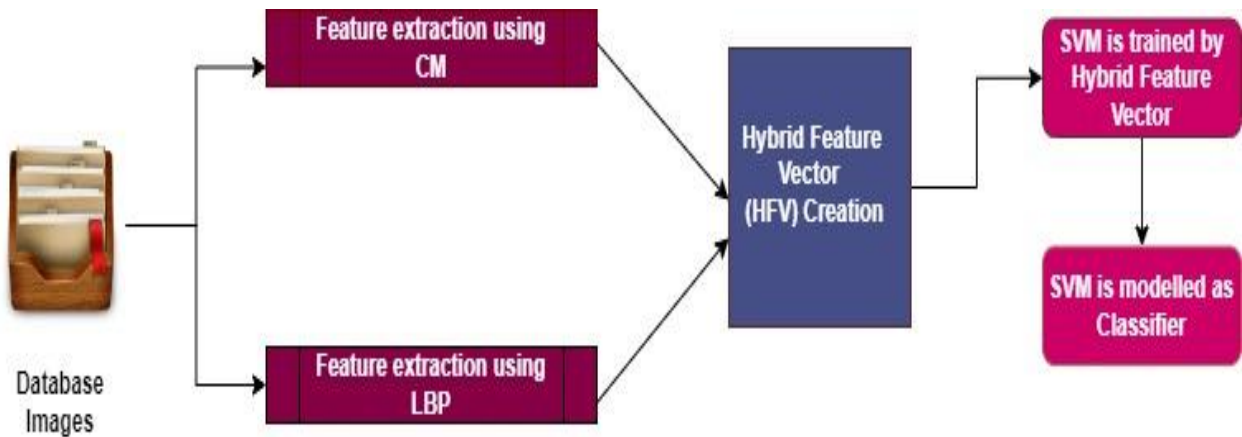 Feature extraction using
CM
SVM is trained by
Hybrid Feature
Vector
Hybrid Feature
Vector
(HFV) Creation
SVM is modelled as
Classifier
Feature extraction using
LBP
Database
Images